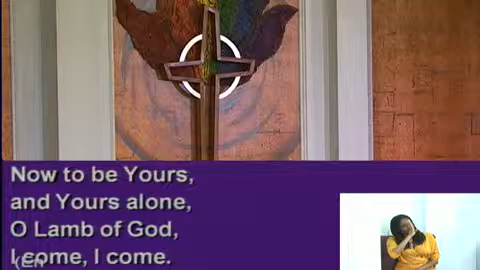 Now to be Yours,
and Yours alone,
O Lamb of God,
I come, I come.